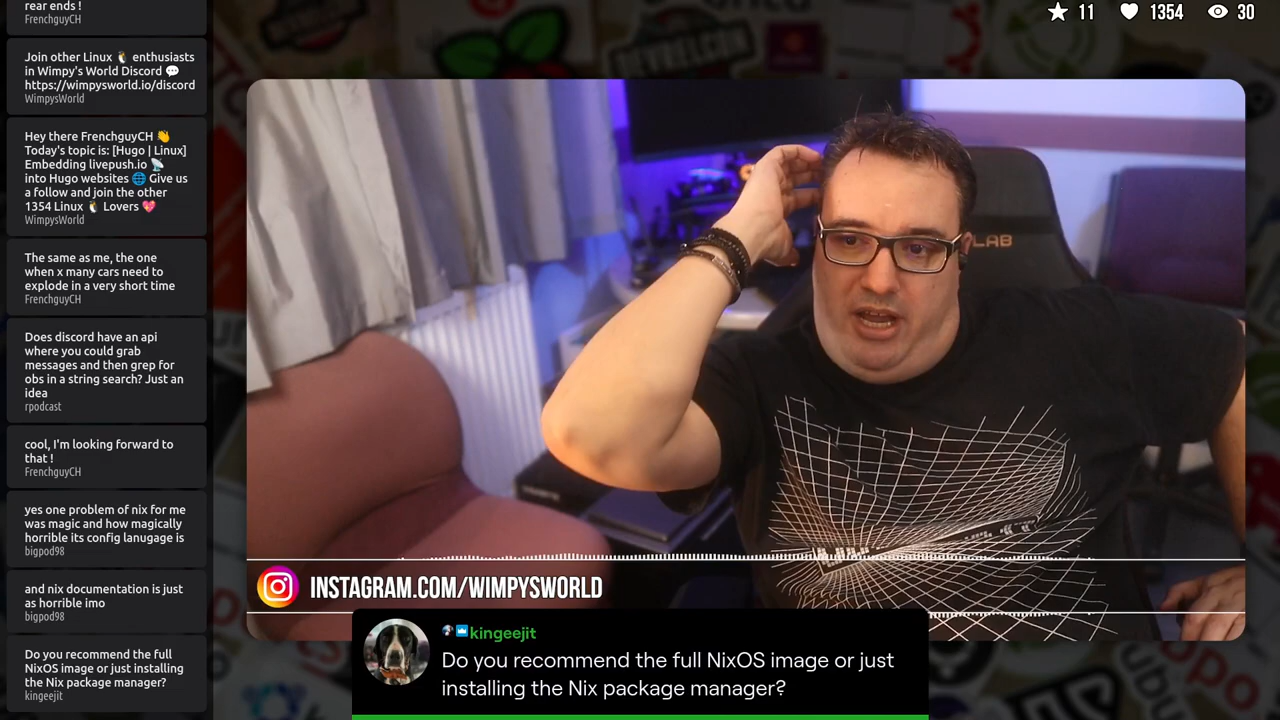 rear ends !
FrenchguyCH
Join other Linux 🐧 enthusiasts
in Wimpy's World Discord 💬
https://wimpysworld.io/discord
WimpysWorld
Hey there FrenchguyCH 👋
Today's topic is: [Hugo | Linux]
Embedding livepush.io 📡
into Hugo websites 🌐 Give us
a follow and join the other
1354 Linux 🐧 Lovers 💖
WimpysWorld
The same as me, the one
when x many cars need to
explode in a very short time
FrenchguyCH
Does discord have an api
where you could grab
messages and then grep for
obs in a string search? Just an
idea
rpodcast
cool, I'm looking forward to
that !
FrenchguyCH
yes one problem of nix for me
was magic and how magically
horrible its config lanugage is
bigpod98
and nix documentation is just
as horrible imo
bigpod98
Do you recommend the full
NixOS image or just installing
the Nix package manager?
kingeejit
11 1354 30
DEVRELCON
LAB
INSTAGRAM.COM/WIMPYSWORLD
kingeejit
Do you recommend the full NixOS image or just
installing the Nix package manager?